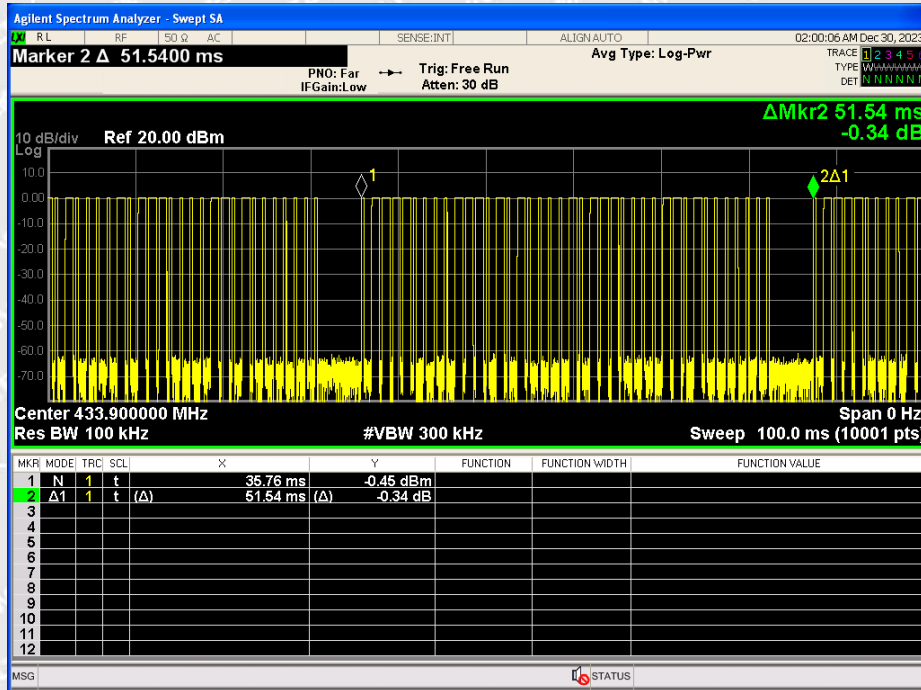 Agilent Spectrum Analyzer - Swept SA
LXI RL RF 50 Ω AC SENSE:INT ALIGN AUTO 02:00:06 AM Dec 30, 2023
Marker 2 Δ 51.5400 ms
PNO: Far
IFGain:Low
Trig: Free Run
Atten: 30 dB
Avg Type: Log-Pwr
TRACE 1 2 3 4 5
TYPE
DET N N N N N
ΔMkr2 51.54 ms
-0.34 dB
10 dB/div Ref 20.00 dBm
Log
10.0
0.00
-10.0
-20.0
-30.0
-40.0
-50.0
-60.0
-70.0
1
2Δ1
Center 433.900000 MHz
Span 0 Hz
Res BW 100 kHz #VBW 300 kHz Sweep 100.0 ms (10001 pts)
MKR MODE TRC SCL X Y FUNCTION FUNCTION WIDTH FUNCTION VALUE
1 N 1 t 35.76 ms -0.45 dBm
2 Δ1 1 t (Δ) 51.54 ms (Δ) -0.34 dB
3
4
5
6
7
8
9
10
11
12
MSG STATUS